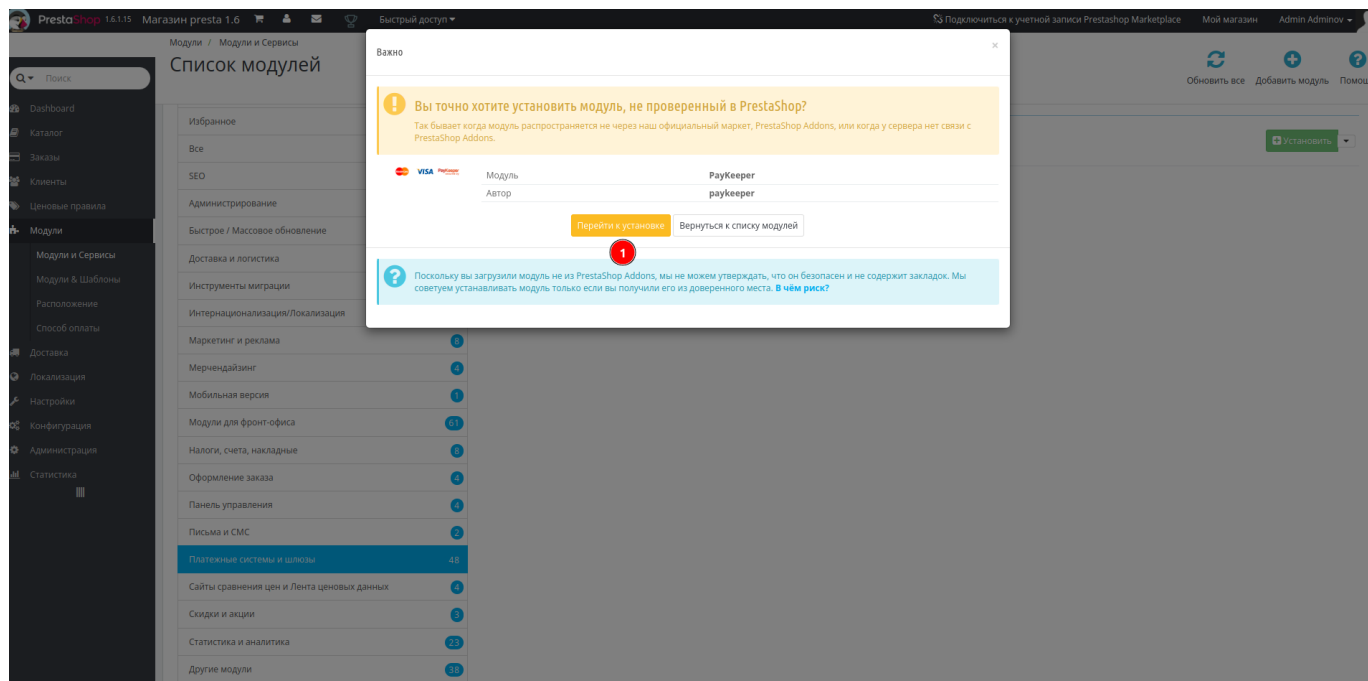 PrestaShop 1.6.1.15 Магазин presta 1.6 Быстрый доступ Подключиться к учетной записи Prestashop Marketplace Мой магазин Admin Adminov
Модули / Модули и Сервисы
Список модулей
Обновить все Добавить модуль Помощ
Поиск
Dashboard
Каталог
Заказы
Клиенты
Ценовые правила
Модули
Модули и Сервисы
Модули & Шаблоны
Расположение
Способ оплаты
Доставка
Локализация
Настройки
Конфигурация
Администрация
Статистика
Избранное
Все
SEO
Администрирование
Быстрое / Массовое обновление
Доставка и логистика
Инструменты миграции
Интернационализация/Локализация
Маркетинг и реклама 8
Мерчендайзинг 4
Мобильная версия 1
Модули для фронт-офиса 61
Налоги, счета, накладные 8
Оформление заказа 4
Панель управления 4
Письма и СМС 2
Платежные системы и шлюзы 48
Сайты сравнения цен и Лента ценовых данных 4
Скидки и акции 3
Статистика и аналитика 23
Другие модули 38
Установить
Важно ×
Вы точно хотите установить модуль, не проверенный в PrestaShop?
Так бывает когда модуль распространяется не через наш официальный маркет, PrestaShop Addons, или когда у сервера нет связи с
PrestaShop Addons.
VISA PayKeeper
Модуль PayKeeper
Автор paykeeper
Перейти к установке Вернуться к списку модулей
1
Поскольку вы загрузили модуль не из PrestaShop Addons, мы не можем утверждать, что он безопасен и не содержит закладок. Мы
советуем устанавливать модуль только если вы получили его из доверенного места. В чём риск?